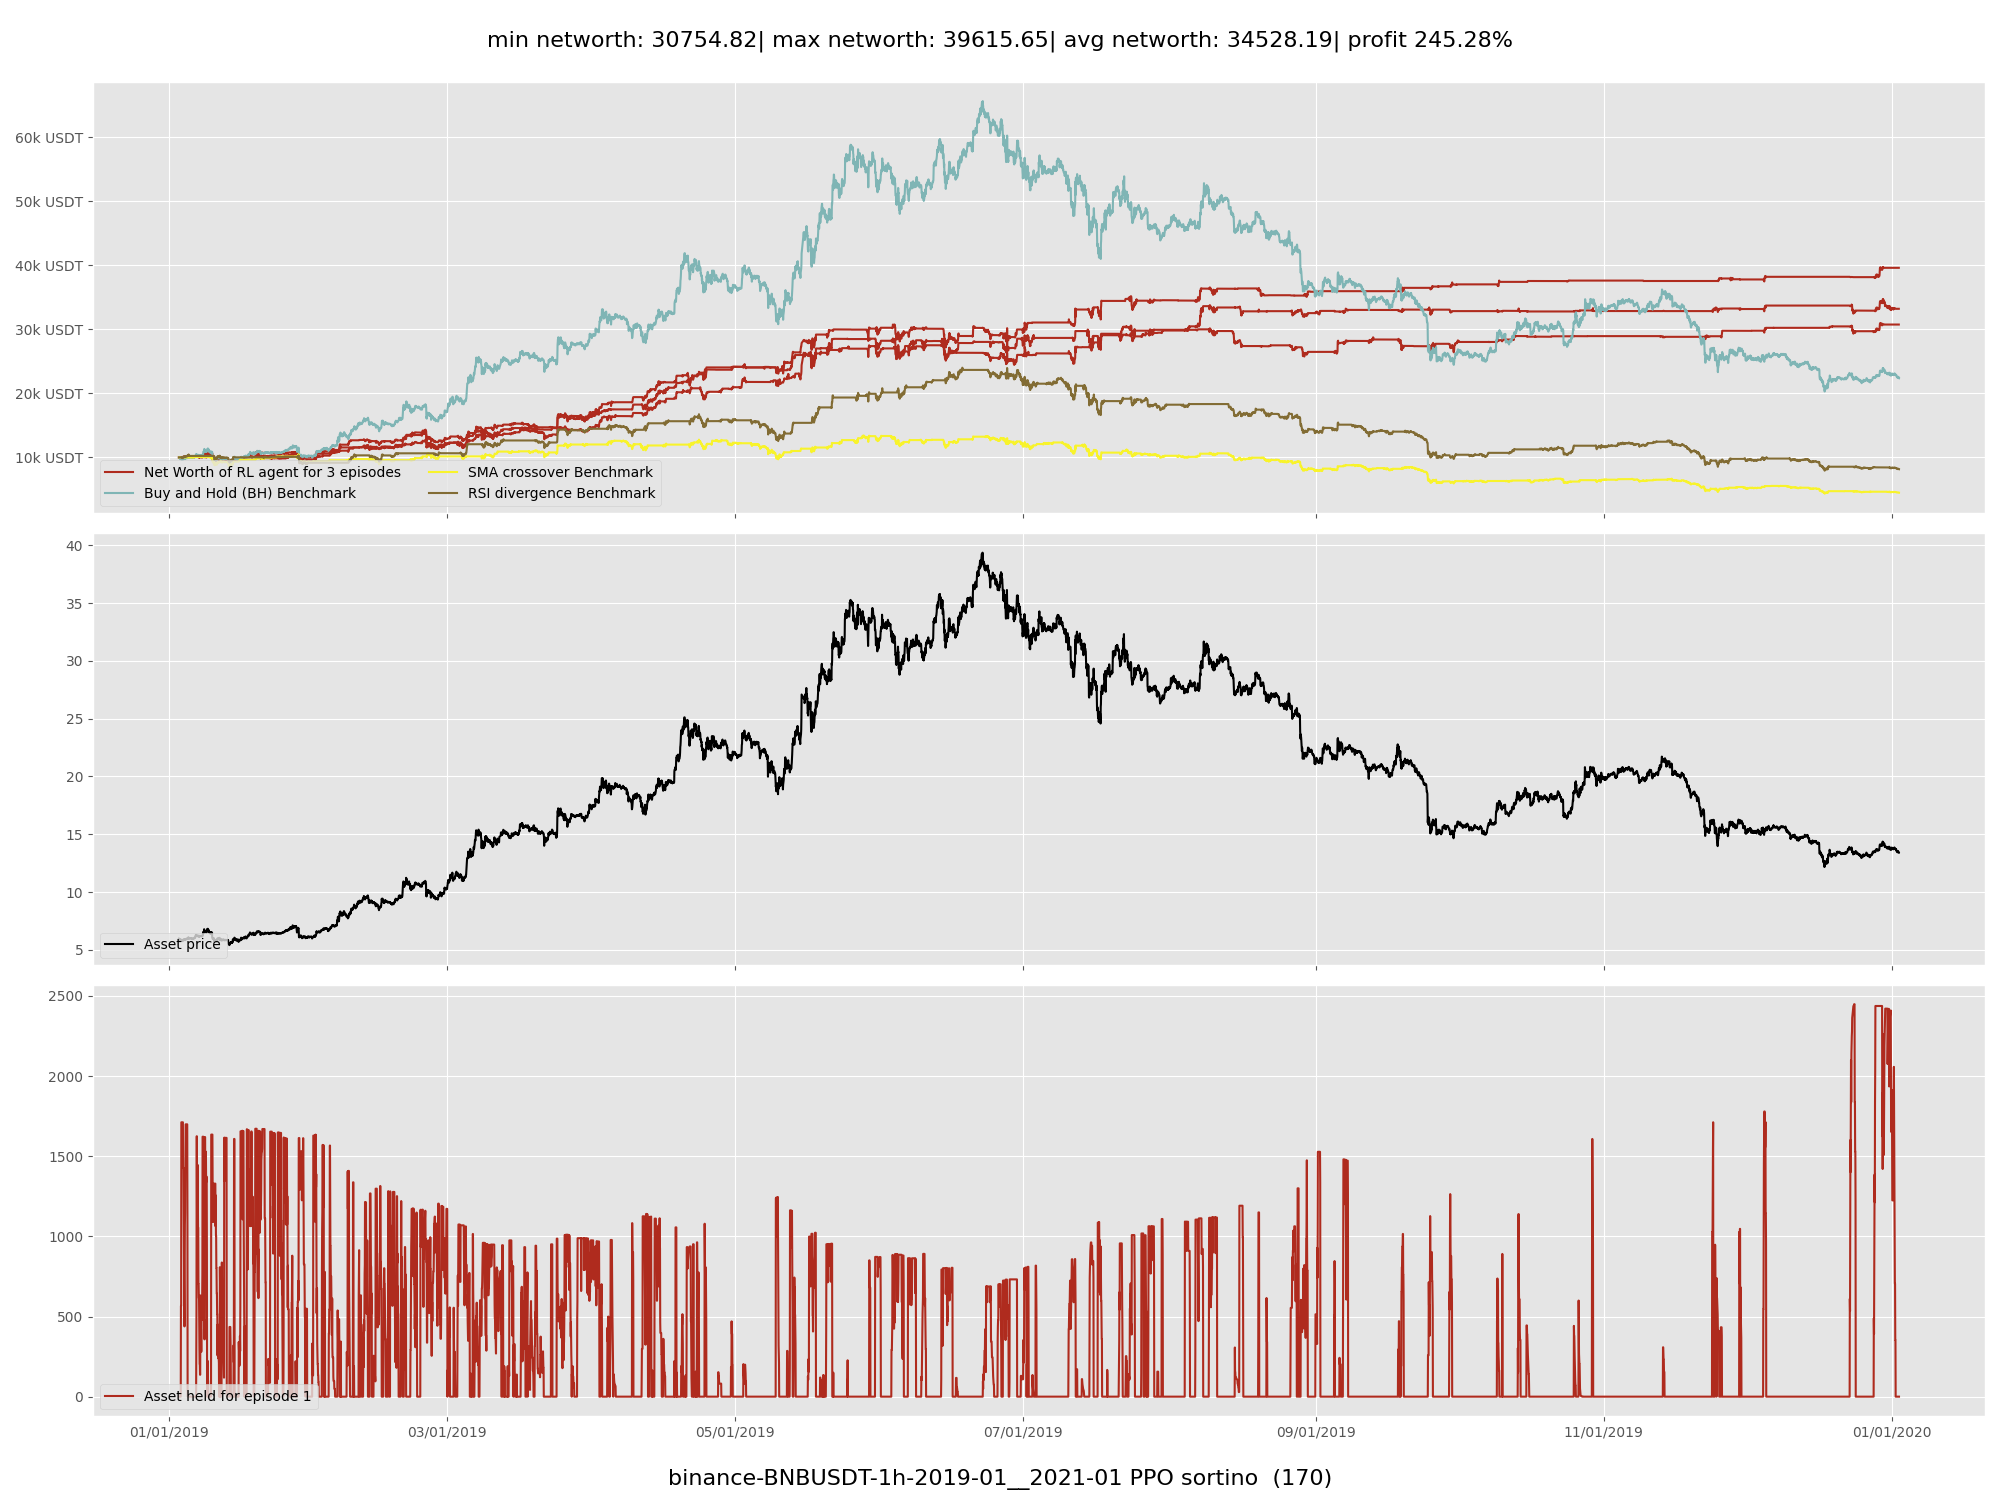 min networth: 30754.82| max networth: 39615.65| avg networth: 34528.19| profit 245.28%
60k USDT
50k USDT
40k USDT
30k USDT
20k USDT
10k USDT
Net Worth of RL agent for 3 episodes
Buy and Hold (BH) Benchmark
SMA crossover Benchmark
RSI divergence Benchmark
40
35
30
25
20
15
10
5
Asset price
2500
2000
1500
1000
500
0
Asset held for episode 1
01/01/2019 03/01/2019 05/01/2019 07/01/2019 09/01/2019 11/01/2019 01/01/2020
binance-BNBUSDT-1h-2019-01__2021-01 PPO sortino  (170)